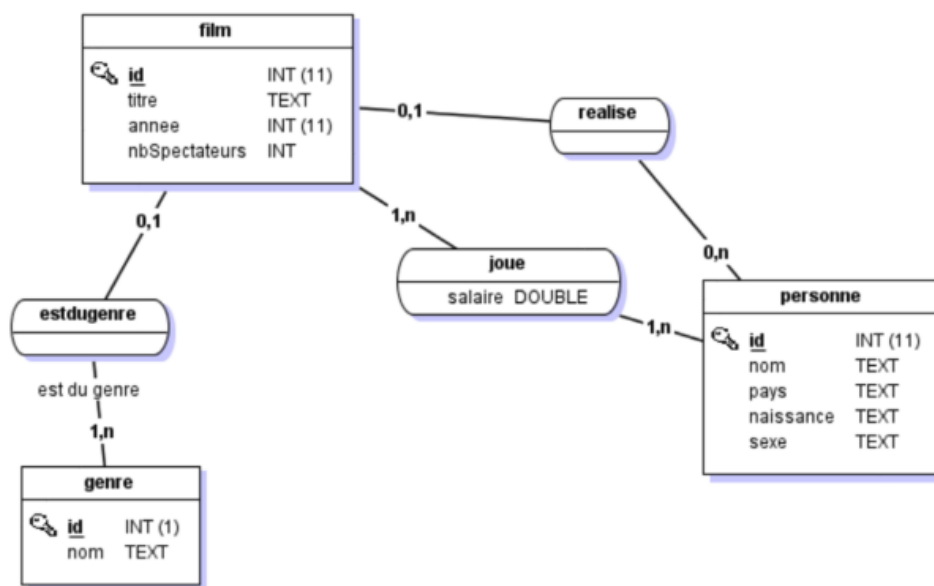 film
id INT (11)
titre TEXT
annee INT (11)
nbSpectateurs INT
0,1
realise
0,1
1,n
0,n
joue
salaire DOUBLE
1,n
estdugenre
est du genre
1,n
personne
id INT (11)
nom TEXT
pays TEXT
naissance TEXT
sexe TEXT
genre
id INT (1)
nom TEXT